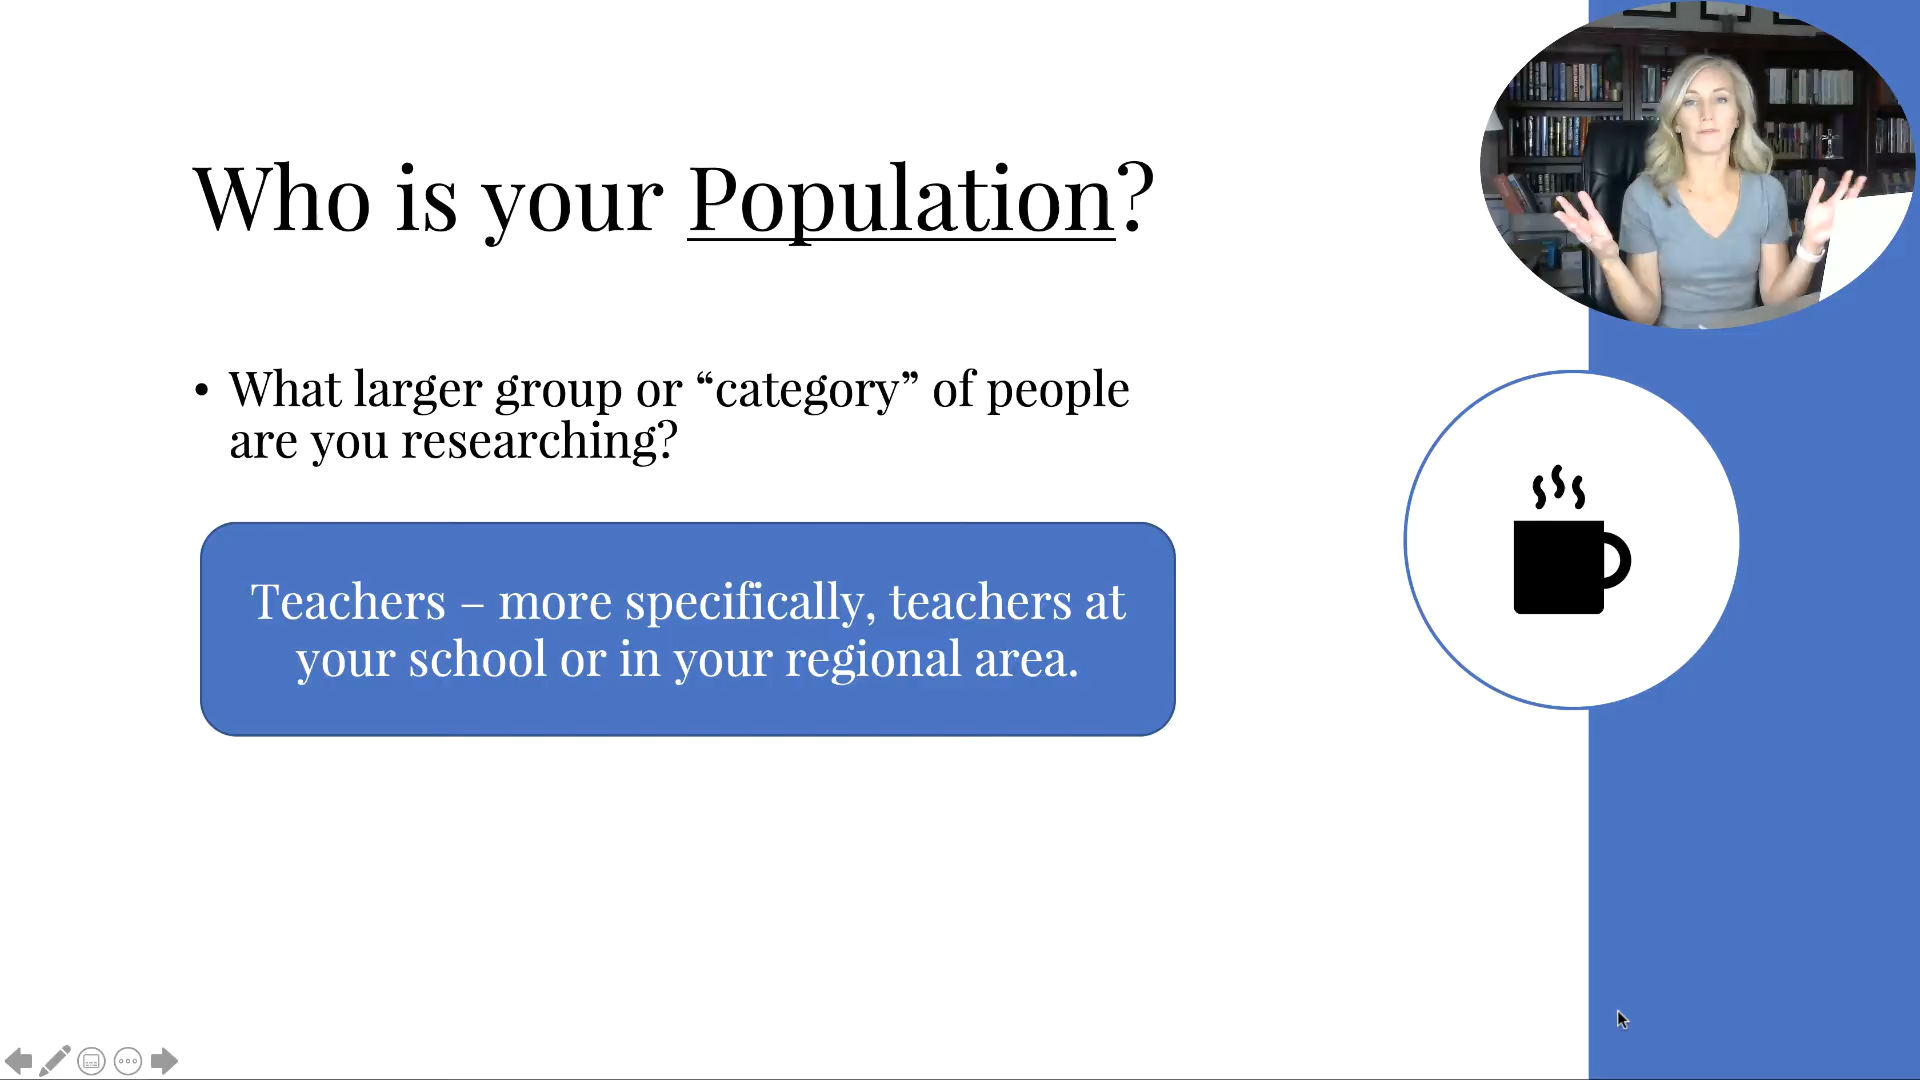 Who is your Population?
• What larger group or “category” of people
are you researching?
Teachers – more specifically, teachers at
your school or in your regional area.